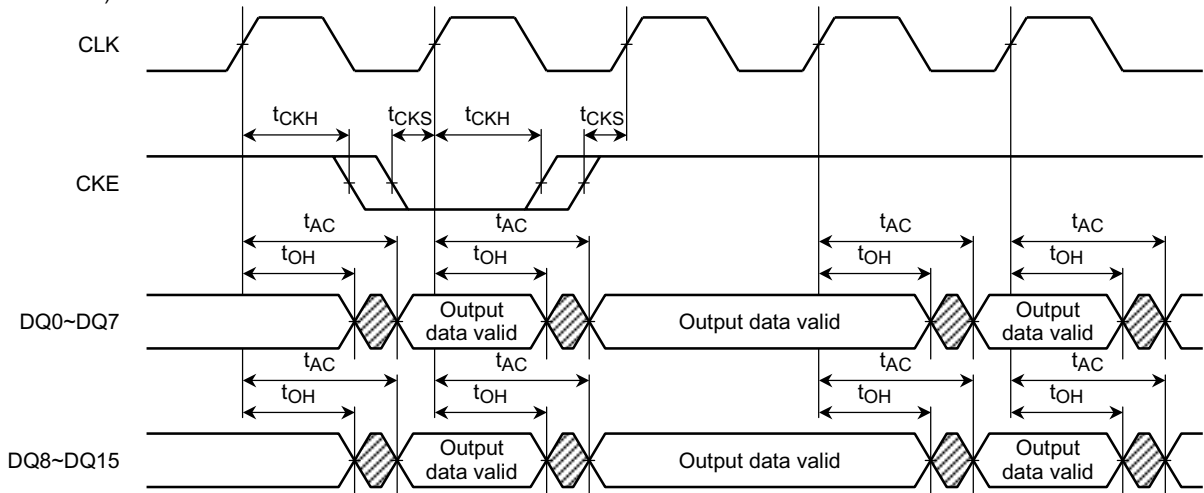 CLK
tCKH tCKS tCKH tCKS
CKE
tAC tAC tAC tAC
tOH tOH tOH tOH
DQ0~DQ7
Output data valid
Output data valid
Output data valid
tAC tAC tAC tAC
tOH tOH tOH tOH
DQ8~DQ15
Output data valid
Output data valid
Output data valid